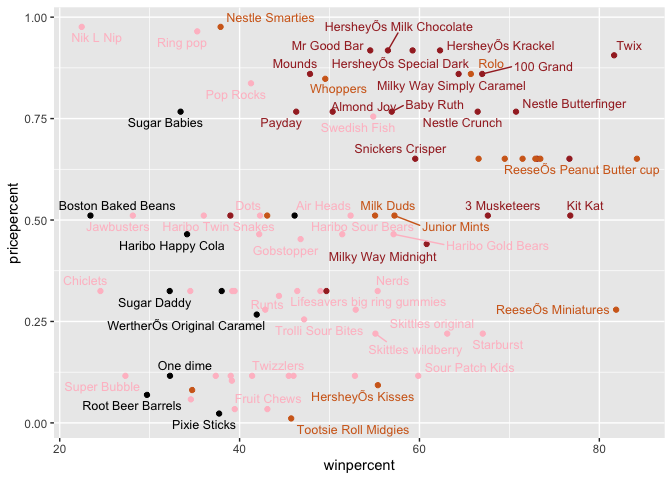 1.00
Nestle Smarties
Nik L Nip
Ring pop
HersheyÕs Milk Chocolate
Mr Good Bar
HersheyÕs Krackel
Twix
Mounds
HersheyÕs Special Dark
Rolo
100 Grand
Pop Rocks
Whoppers
Milky Way Simply Caramel
0.75
Sugar Babies
Payday
Almond Joy
Baby Ruth
Swedish Fish
Nestle Crunch
Nestle Butterfinger
Snickers Crisper
ReeseÕs Peanut Butter cup
0.50
Boston Baked Beans
Dots
Air Heads
Milk Duds
3 Musketeers
Kit Kat
Jawbusters
Haribo Twin Snakes
Haribo Sour Bears
Junior Mints
Haribo Happy Cola
Gobstopper
Haribo Gold Bears
Milky Way Midnight
Chiclets
Nerds
Sugar Daddy
Runts
Lifesavers big ring gummies
ReeseÕs Miniatures
0.25
WertherÕs Original Caramel
Trolli Sour Bites
Skittles original
Skittles wildberry
Starburst
One dime
Twizzlers
Sour Patch Kids
Super Bubble
Root Beer Barrels
Fruit Chews
HersheyÕs Kisses
0.00
Pixie Sticks
Tootsie Roll Midgies
20
40
60
80
winpercent
pricepercent